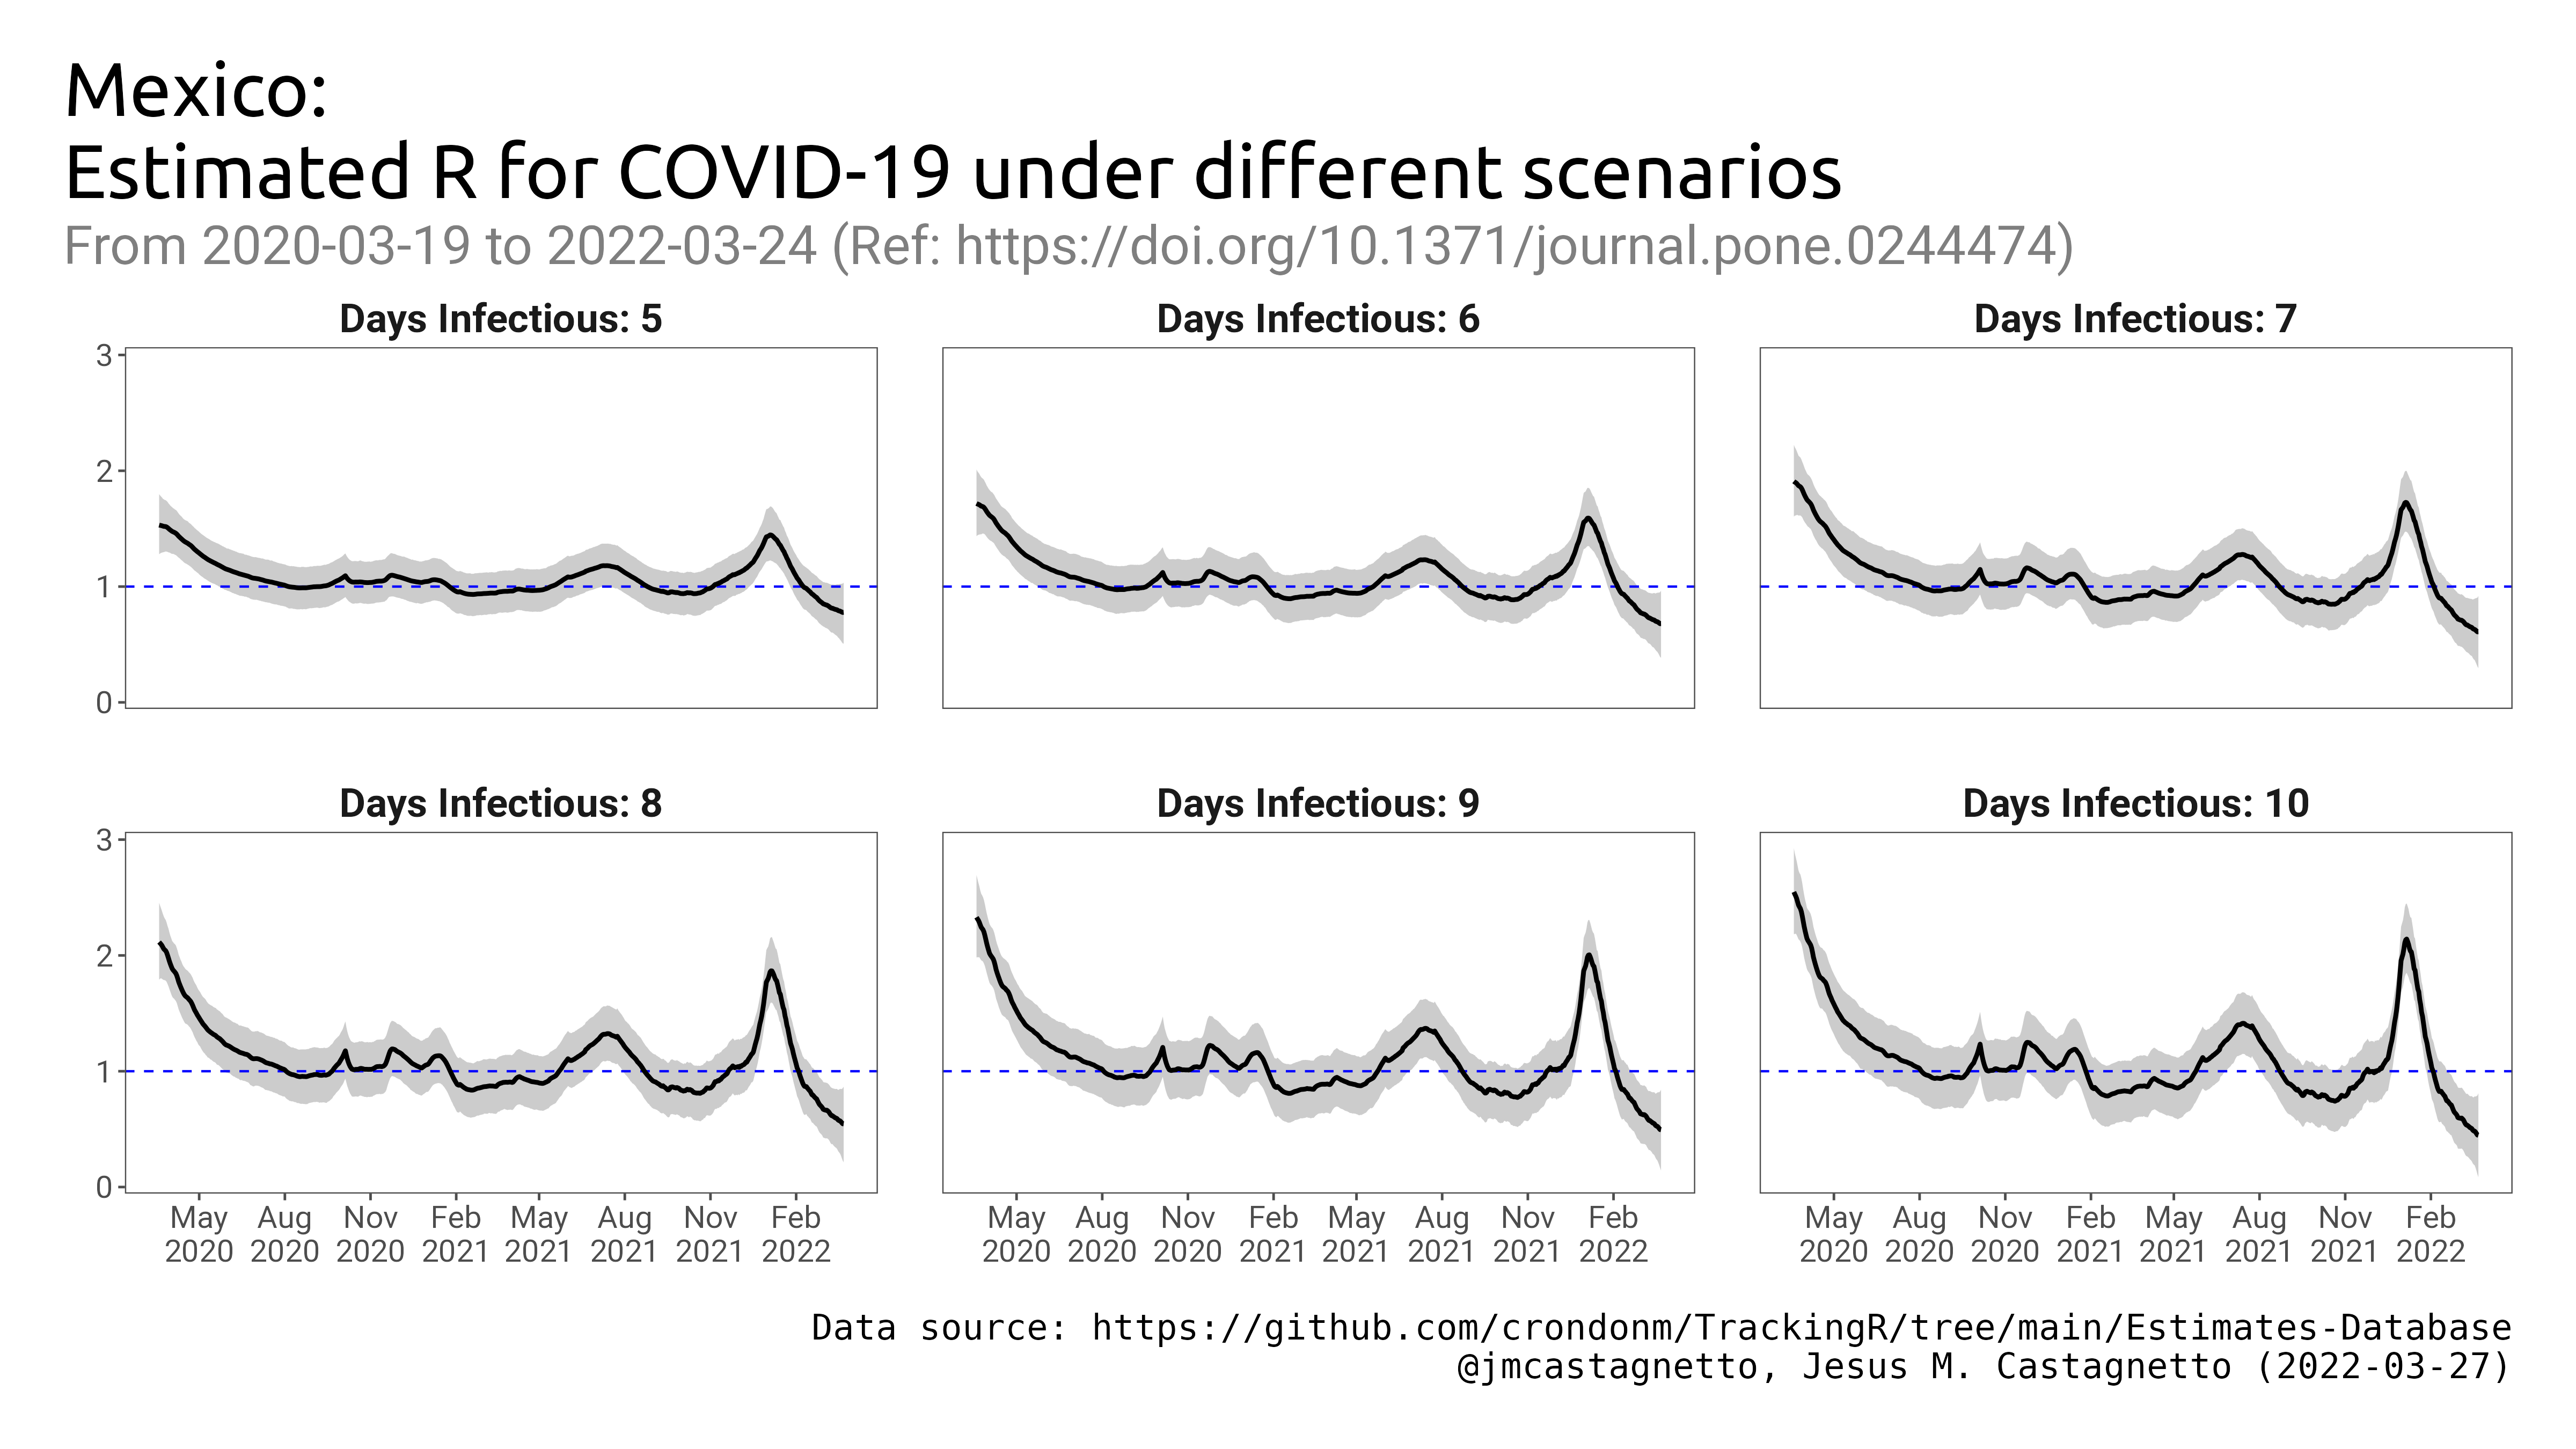 Mexico:
Estimated R for COVID-19 under different scenarios
From 2020-03-19 to 2022-03-24 (Ref: https://doi.org/10.1371/journal.pone.0244474)
Days Infectious: 5
Days Infectious: 6
Days Infectious: 7
3
2
1
0
Days Infectious: 8
Days Infectious: 9
Days Infectious: 10
3
2
1
0
May Aug Nov Feb May Aug Nov Feb
2020 2020 2020 2021 2021 2021 2021 2022
May Aug Nov Feb May Aug Nov Feb
2020 2020 2020 2021 2021 2021 2021 2022
May Aug Nov Feb May Aug Nov Feb
2020 2020 2020 2021 2021 2021 2021 2022
Data source: https://github.com/crondonm/TrackingR/tree/main/Estimates-Database
@jmcastagnetto, Jesus M. Castagnetto (2022-03-27)